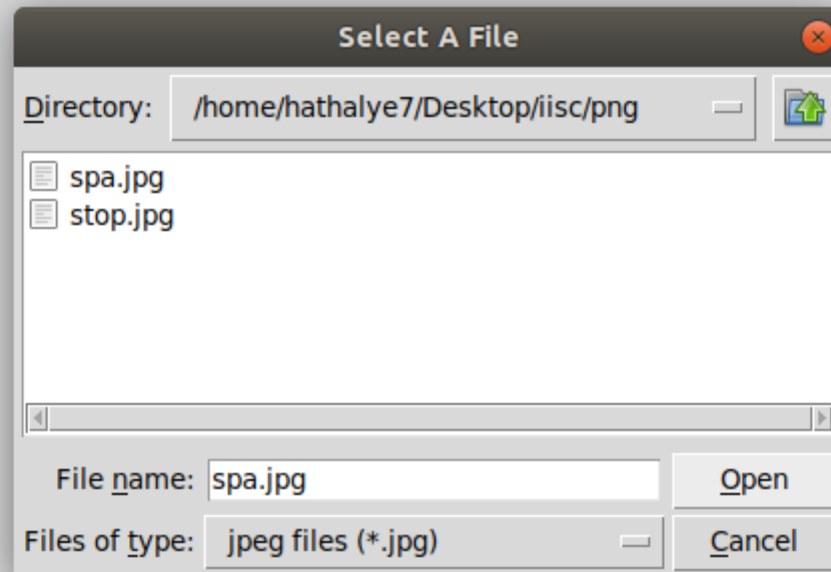 Select A File
Directory: /home/hathalye7/Desktop/iisc/png
spa.jpg
stop.jpg
File name: spa.jpg Open
Files of type: jpeg files (*.jpg) Cancel